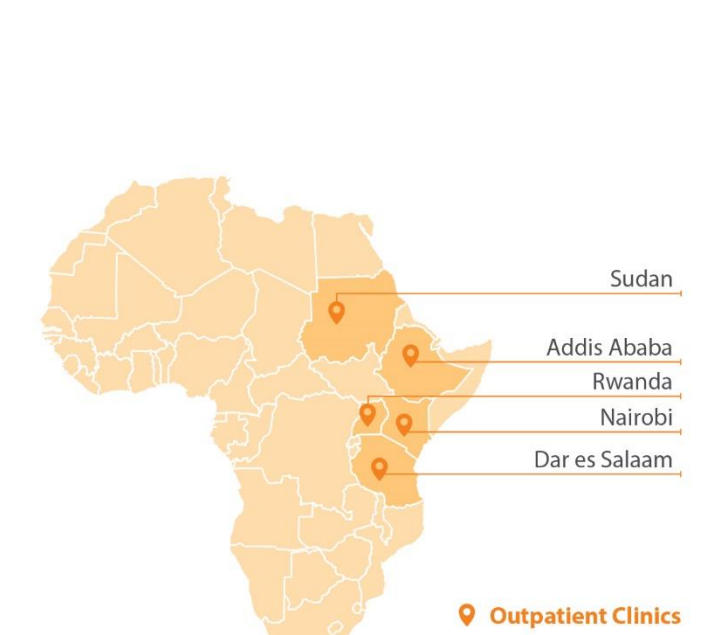 Sudan
Addis Ababa
Rwanda
Nairobi
Dar es Salaam
Outpatient Clinics